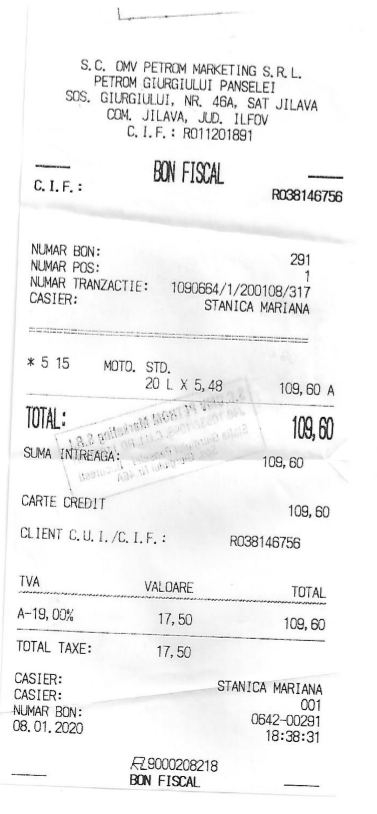 S.C. OMV PETROM MARKETING S.R.L.
PETROM GIURGIULUI PANSELEI
SOS. GIURGIULUI, NR. 46A, SAT JILAVA
COM. JILAVA, JUD. ILFOV
C.I.F.: RO11201891
BON FISCAL
C.I.F.: RO38146756
NUMAR BON: 291
NUMAR POS: 1
NUMAR TRANZACTIE: 1090664/1/200108/317
CASIER: STANICA MARIANA
* 5 15 MOTO. STD.
20 L X 5,48 109,60 A
TOTAL: 109,60
SUMA INTREAGA: 109,60
CARTE CREDIT 109,60
CLIENT C.U.I./C.I.F.: RO38146756
TVA VALOARE TOTAL
A-19,00% 17,50 109,60
TOTAL TAXE: 17,50
CASIER: STANICA MARIANA
CASIER: 001
NUMAR BON: 0642-00291
08.01.2020 18:38:31
9000208218
BON FISCAL